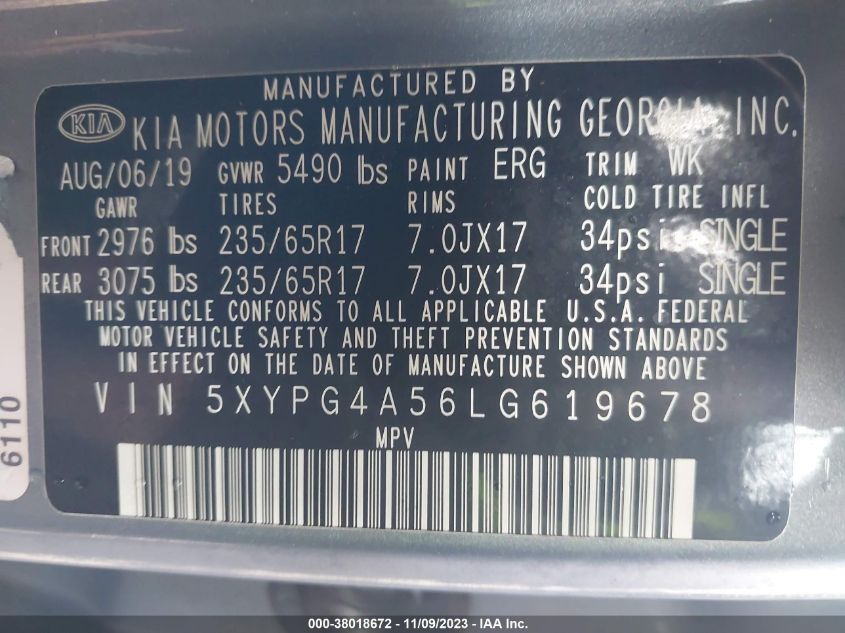 MANUFACTURED BY
KIA KIA MOTORS MANUFACTURING GEORGIA, INC.
AUG/06/19 GVWR 5490 lbs PAINT ERG TRIM WK
GAWR TIRES RIMS COLD TIRE INFL
FRONT 2976 lbs 235/65R17 7.0JX17 34psi SINGLE
REAR 3075 lbs 235/65R17 7.0JX17 34psi SINGLE
THIS VEHICLE CONFORMS TO ALL APPLICABLE U.S.A. FEDERAL
MOTOR VEHICLE SAFETY AND THEFT PREVENTION STANDARDS
IN EFFECT ON THE DATE OF MANUFACTURE SHOWN ABOVE
VIN 5XYPG4A56LG619678
MPV
6110
000-38018672 - 11/09/2023 - IAA Inc.